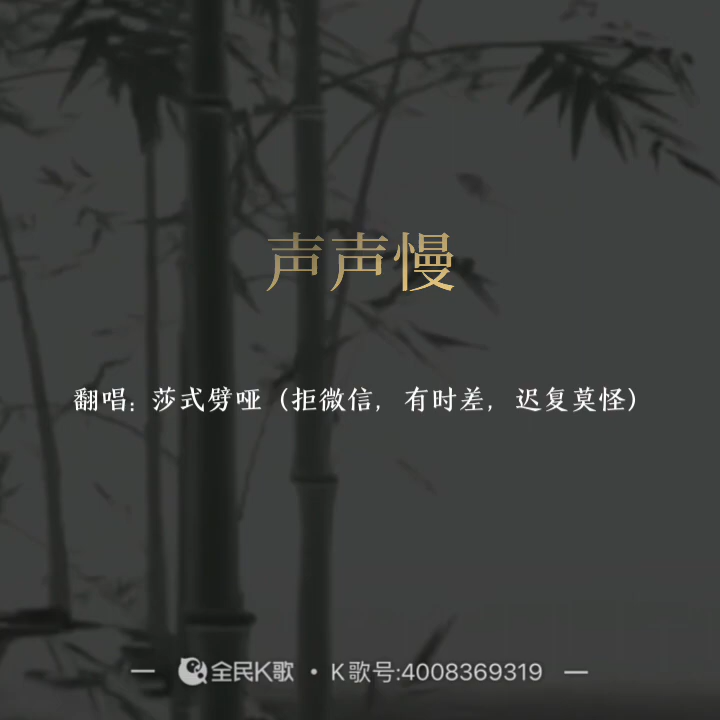 声声慢
翻唱：莎式劈哑（拒微信，有时差，迟复莫怪）
— 全民K歌 · K歌号:4008369319 —